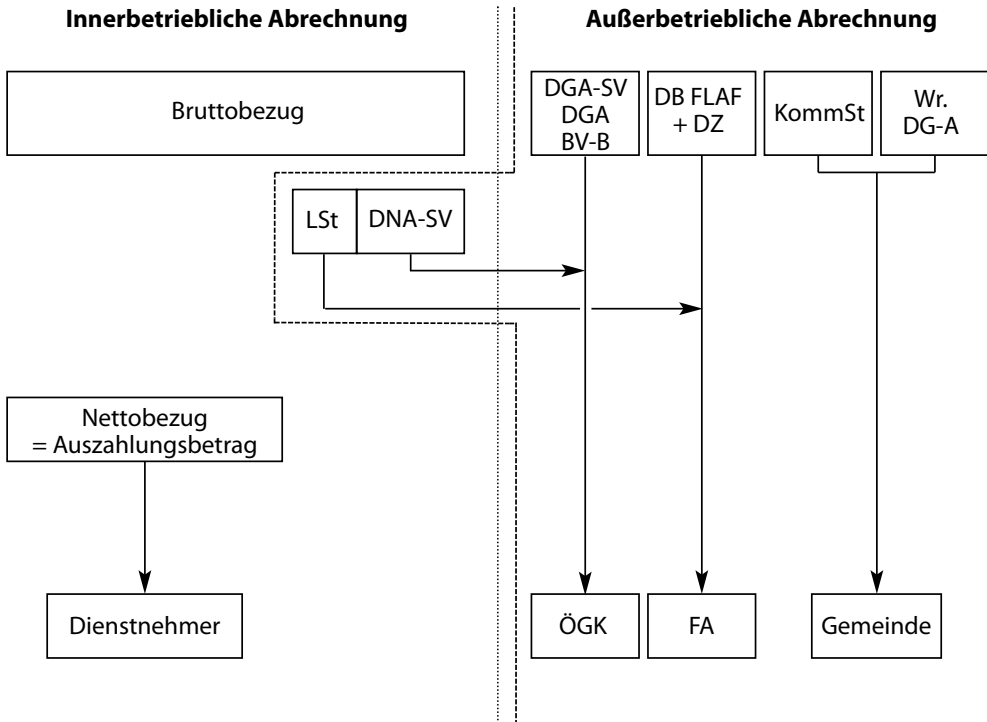 Innerbetriebliche Abrechnung
Außerbetriebliche Abrechnung
Bruttobezug
DGA-SV
DGA
BV-B
DB FLAF
+ DZ
KommSt
Wr.
DG-A
LSt
DNA-SV
Nettobezug
= Auszahlungsbetrag
Dienstnehmer
ÖGK
FA
Gemeinde